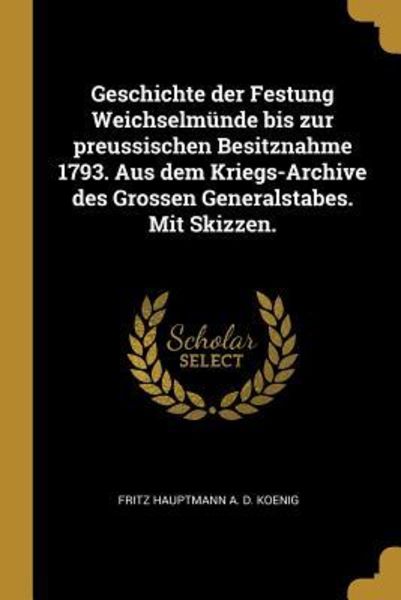 Geschichte der Festung
Weichselmünde bis zur
preussischen Besitznahme
1793. Aus dem Kriegs-Archive
des Grossen Generalstabes.
Mit Skizzen.
Scholar
SELECT
FRITZ HAUPTMANN A. D. KOENIG